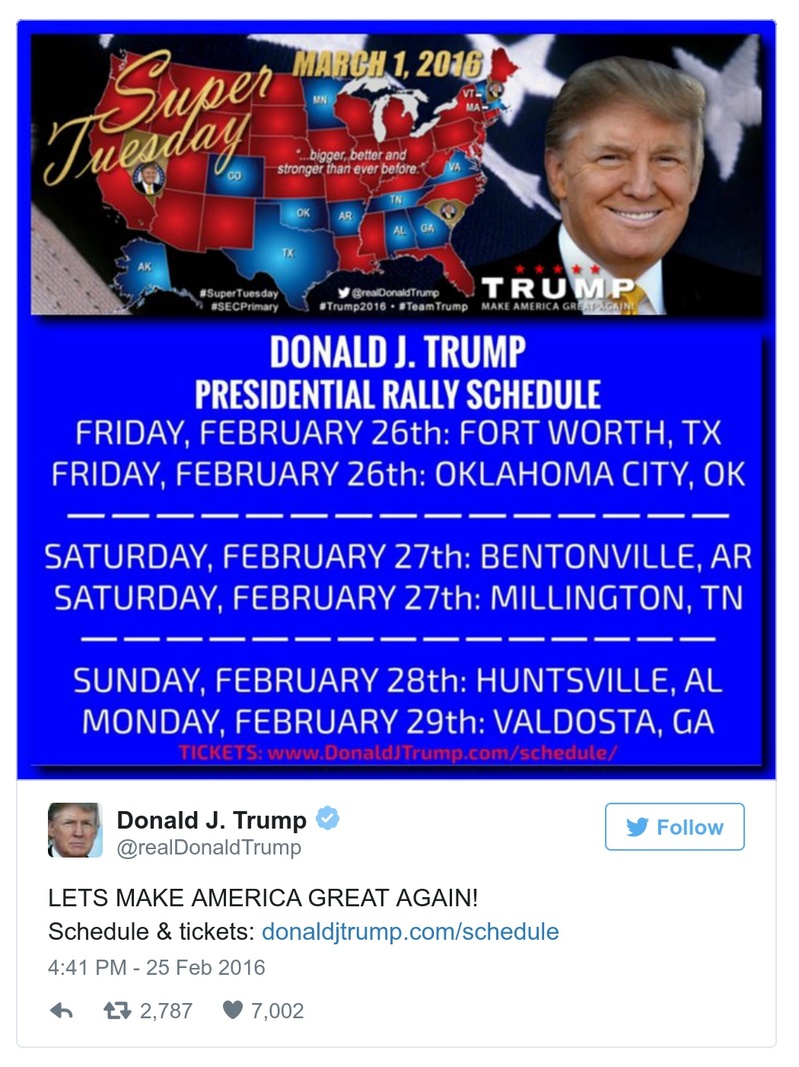 Super
Tuesday
MARCH 1, 2016
MN
VT
MA
"...bigger, better and
stronger than ever before."
VA
CO
TN
OK
AR
AL
GA
TX
AK
#SuperTuesday
#SECPrimary
@realDonaldTrump
#Trump2016 • #TeamTrump
TRUMP
MAKE AMERICA GREAT AGAIN!
DONALD J. TRUMP
PRESIDENTIAL RALLY SCHEDULE
FRIDAY, FEBRUARY 26th: FORT WORTH, TX
FRIDAY, FEBRUARY 26th: OKLAHOMA CITY, OK
SATURDAY, FEBRUARY 27th: BENTONVILLE, AR
SATURDAY, FEBRUARY 27th: MILLINGTON, TN
SUNDAY, FEBRUARY 28th: HUNTSVILLE, AL
MONDAY, FEBRUARY 29th: VALDOSTA, GA
TICKETS: www.DonaldJTrump.com/schedule/
Donald J. Trump
@realDonaldTrump
Follow
LETS MAKE AMERICA GREAT AGAIN!
Schedule & tickets: donaldjtrump.com/schedule
4:41 PM - 25 Feb 2016
2,787 7,002